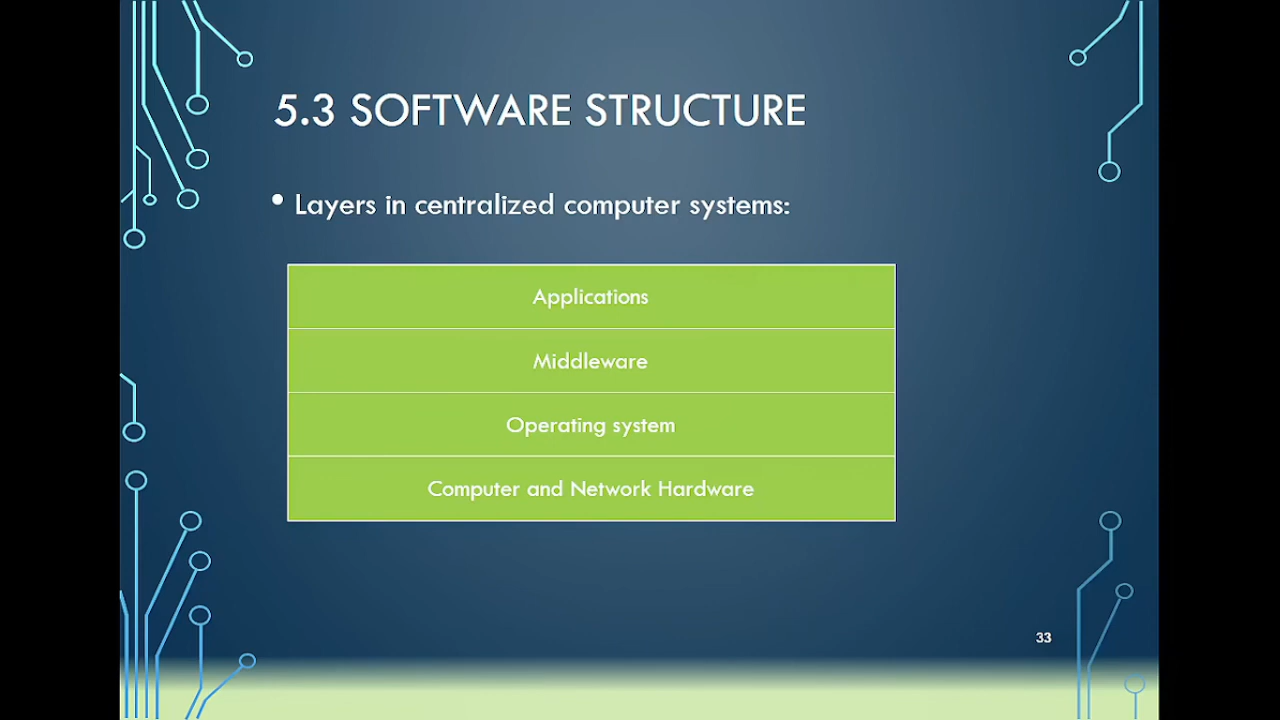 5.3 SOFTWARE STRUCTURE
• Layers in centralized computer systems:
Applications
Middleware
Operating system
Computer and Network Hardware
33